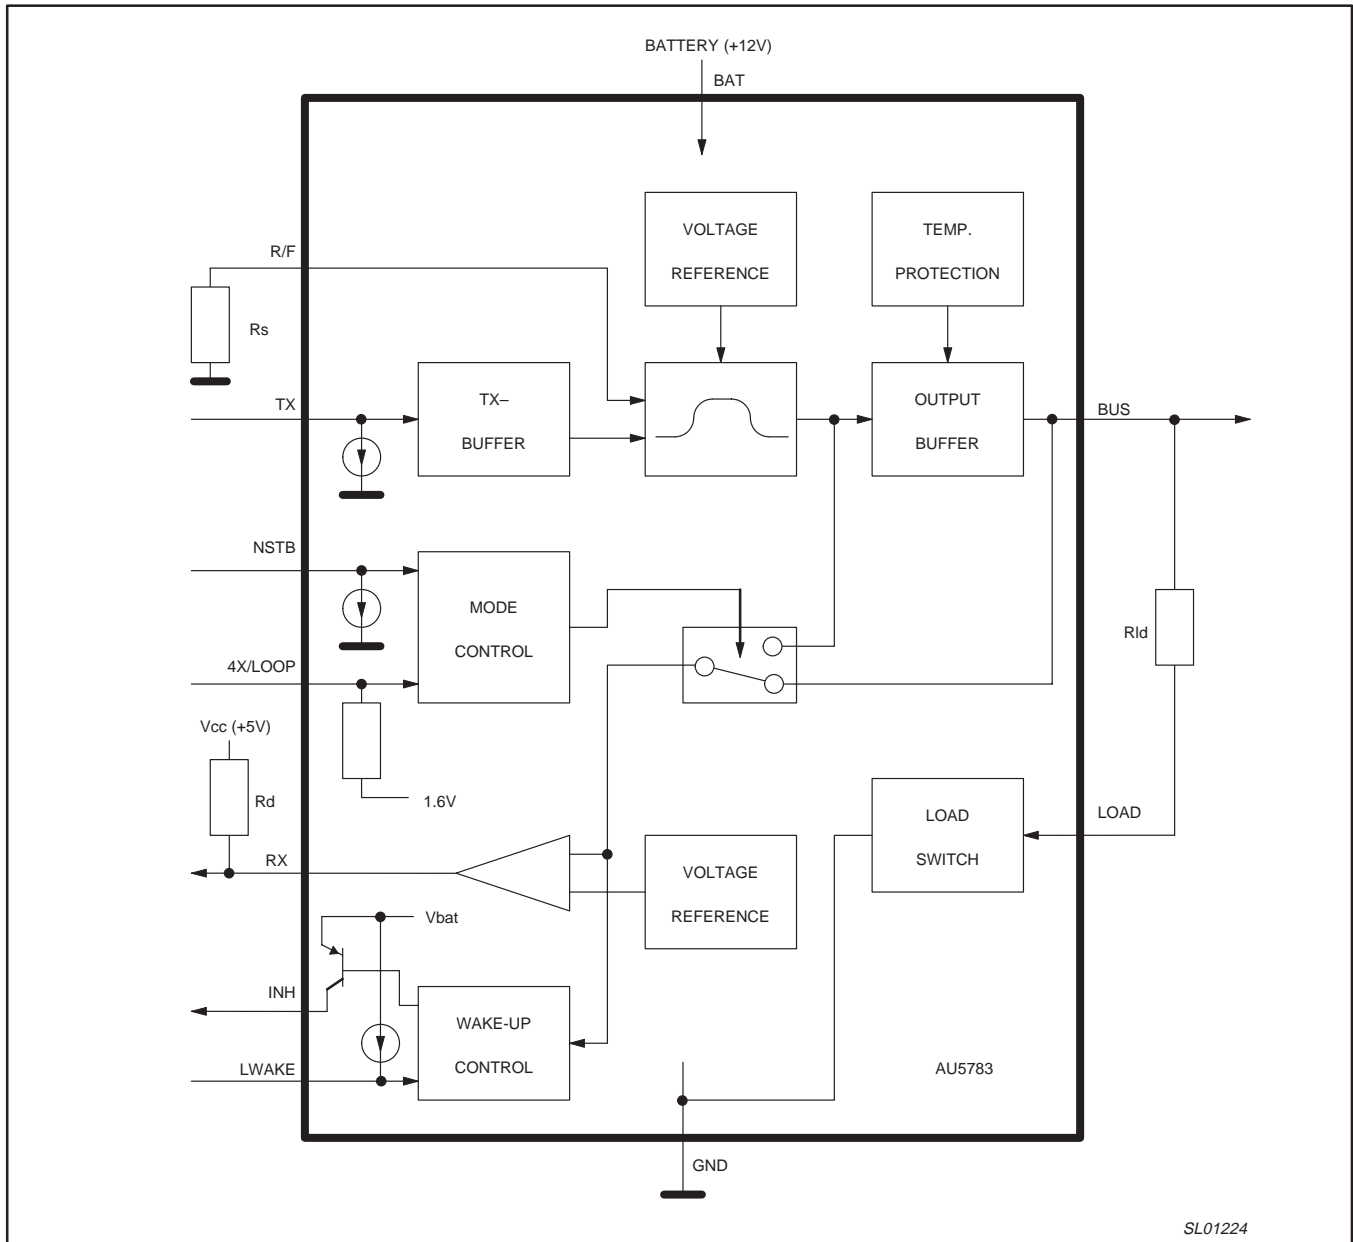 BATTERY (+12V)
BAT
VOLTAGE
REFERENCE
TEMP.
PROTECTION
R/F
Rs
TX
TX–
BUFFER
OUTPUT
BUFFER
BUS
NSTB
MODE
CONTROL
4X/LOOP
Rld
Vcc (+5V)
Rd
1.6V
RX
VOLTAGE
REFERENCE
LOAD
SWITCH
LOAD
Vbat
INH
WAKE-UP
CONTROL
LWAKE
AU5783
GND
SL01224